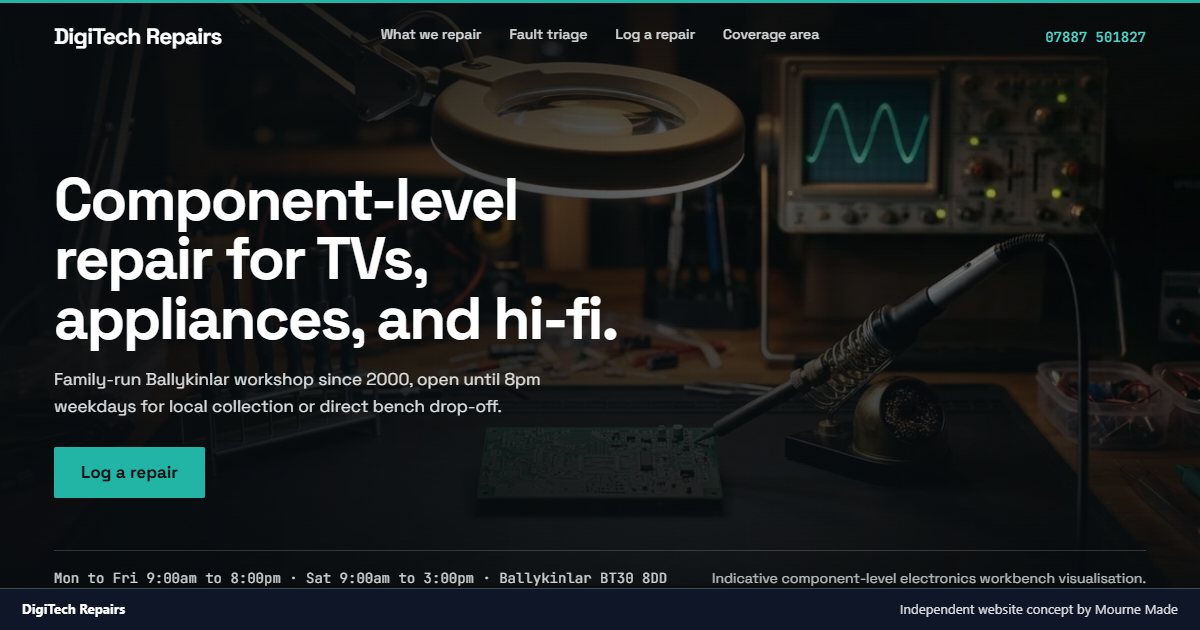 DigiTech Repairs
What we repair
Fault triage
Log a repair
Coverage area
07887 501827
Component-level
repair for TVs,
appliances, and hi-fi.
Family-run Ballykinlar workshop since 2000, open until 8pm
weekdays for local collection or direct bench drop-off.
Log a repair
Mon to Fri 9:00am to 8:00pm · Sat 9:00am to 3:00pm · Ballykinlar BT30 8DD
Indicative component-level electronics workbench visualisation.
DigiTech Repairs
Independent website concept by Mourne Made